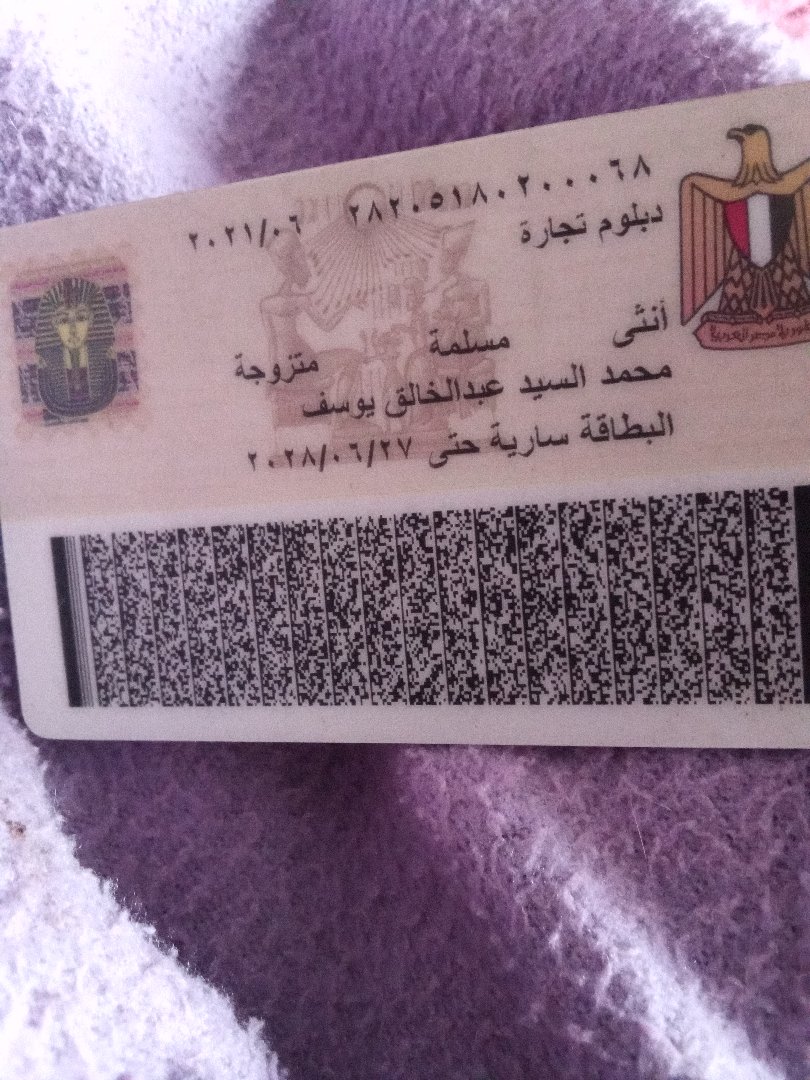 ٢٨٢٠٥١٨٠٢٠٠٠٦٨ ٢٠٢١/٠٦
دبلوم تجارة
أنثى مسلمة متزوجة
محمد السيد عبدالخالق يوسف
البطاقة سارية حتى ٢٠٢٨/٠٦/٢٧